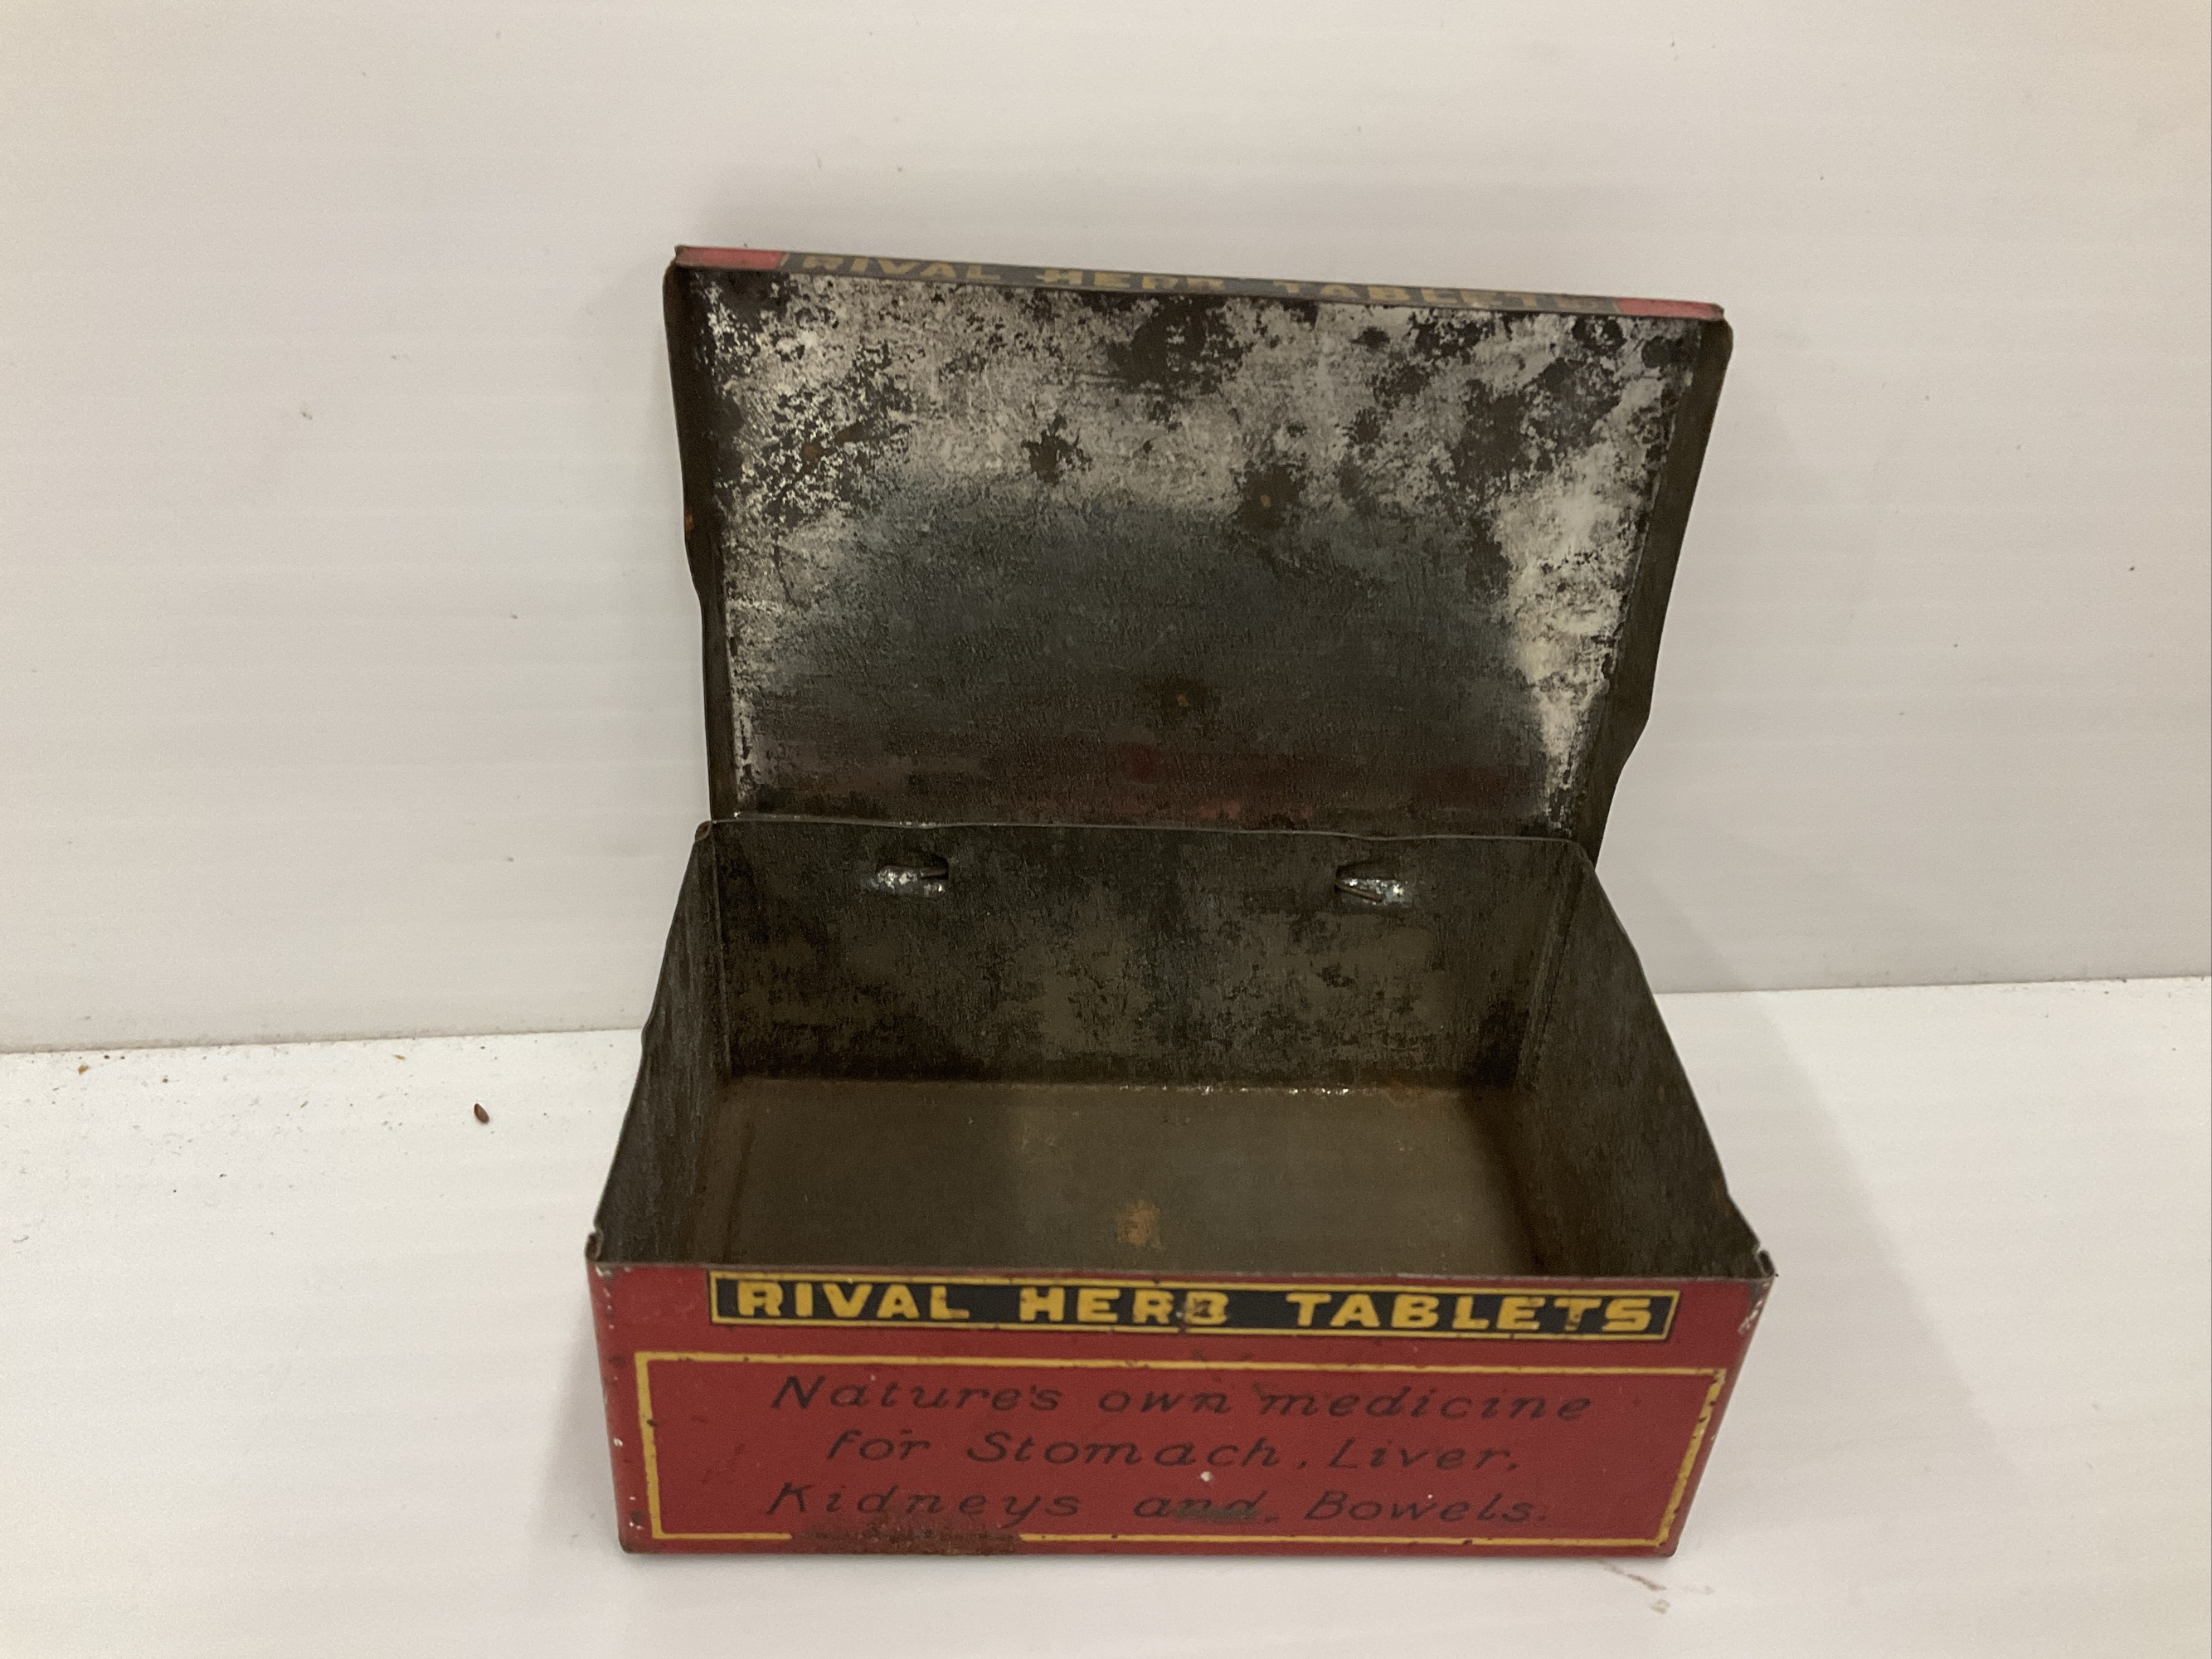 RIVAL HERB TABLETS
RIVAL HERB TABLETS
Nature's own medicine
for Stomach, Liver,
Kidneys and Bowels.